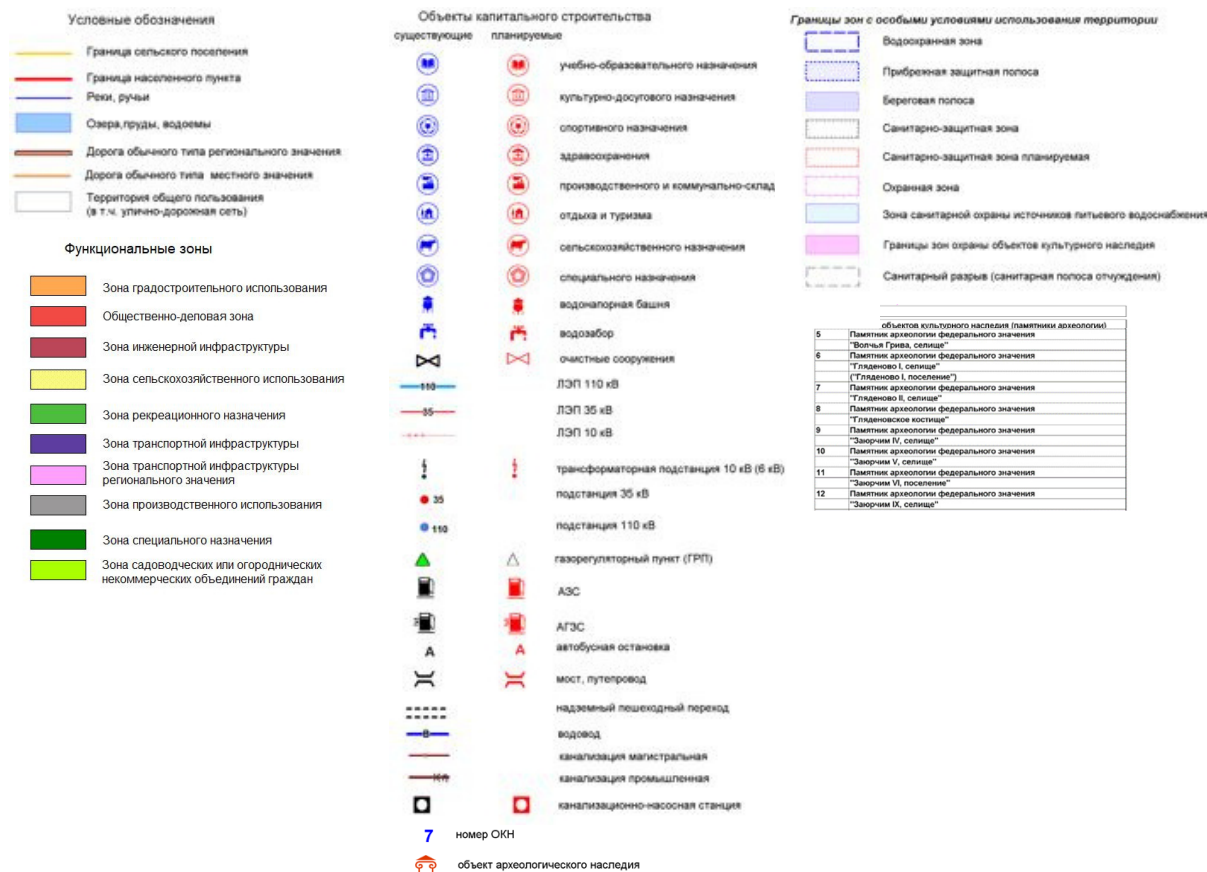 Условные обозначения
Граница сельского поселения
Граница населенного пункта
Реки, ручьи
Озера,пруды, водоемы
Дорога обычного типа регионального значения
Дорога обычного типа местного значения
Территория общего пользования
(в т.ч. улично-дорожная сеть)
Функциональные зоны
Зона градостроительного использования
Общественно-деловая зона
Зона инженерной инфраструктуры
Зона сельскохозяйственного использования
Зона рекреационного назначения
Зона транспортной инфраструктуры
Зона транспортной инфраструктуры
регионального значения
Зона производственного использования
Зона специального назначения
Зона садоводческих или огороднических
некоммерческих объединений граждан
Объекты капитального строительства
существующие планируемые
учебно-образовательного назначения
культурно-досугового назначения
спортивного назначения
здравоохранения
производственного и коммунально-склад
отдыха и туризма
сельскохозяйственного назначения
специального назначения
водонапорная башня
водозабор
очистные сооружения
110 ЛЭП 110 кВ
35 ЛЭП 35 кВ
ЛЭП 10 кВ
трансформаторная подстанция 10 кВ (6 кВ)
35 подстанция 35 кВ
110 подстанция 110 кВ
газорегуляторный пункт (ГРП)
АЗС
АГЗС
А А автобусная остановка
мост, путепровод
надземный пешеходный переход
В водовод
канализация магистральная
Кп канализация промышленная
канализационно-насосная станция
7 номер ОКН
объект археологического наследия
Границы зон с особыми условиями использования территории
Водоохранная зона
Прибрежная защитная полоса
Береговая полоса
Санитарно-защитная зона
Санитарно-защитная зона планируемая
Охранная зона
Зона санитарной охраны источников питьевого водоснабжения
Границы зон охраны объектов культурного наследия
Санитарный разрыв (санитарная полоса отчуждения)
объектов культурного наследия (памятники археологии)
5 Памятник археологии федерального значения
"Волчья Грива, селище"
6 Памятник археологии федерального значения
"Гляденово I, селище"
("Гляденово I, поселение")
7 Памятник археологии федерального значения
"Гляденово II, селище"
8 Памятник археологии федерального значения
"Гляденовское костище"
9 Памятник археологии федерального значения
"Заюрчим IV, селище"
10 Памятник археологии федерального значения
"Заюрчим V, селище"
11 Памятник археологии федерального значения
"Заюрчим VI, поселение"
12 Памятник археологии федерального значения
"Заюрчим IX, селище"